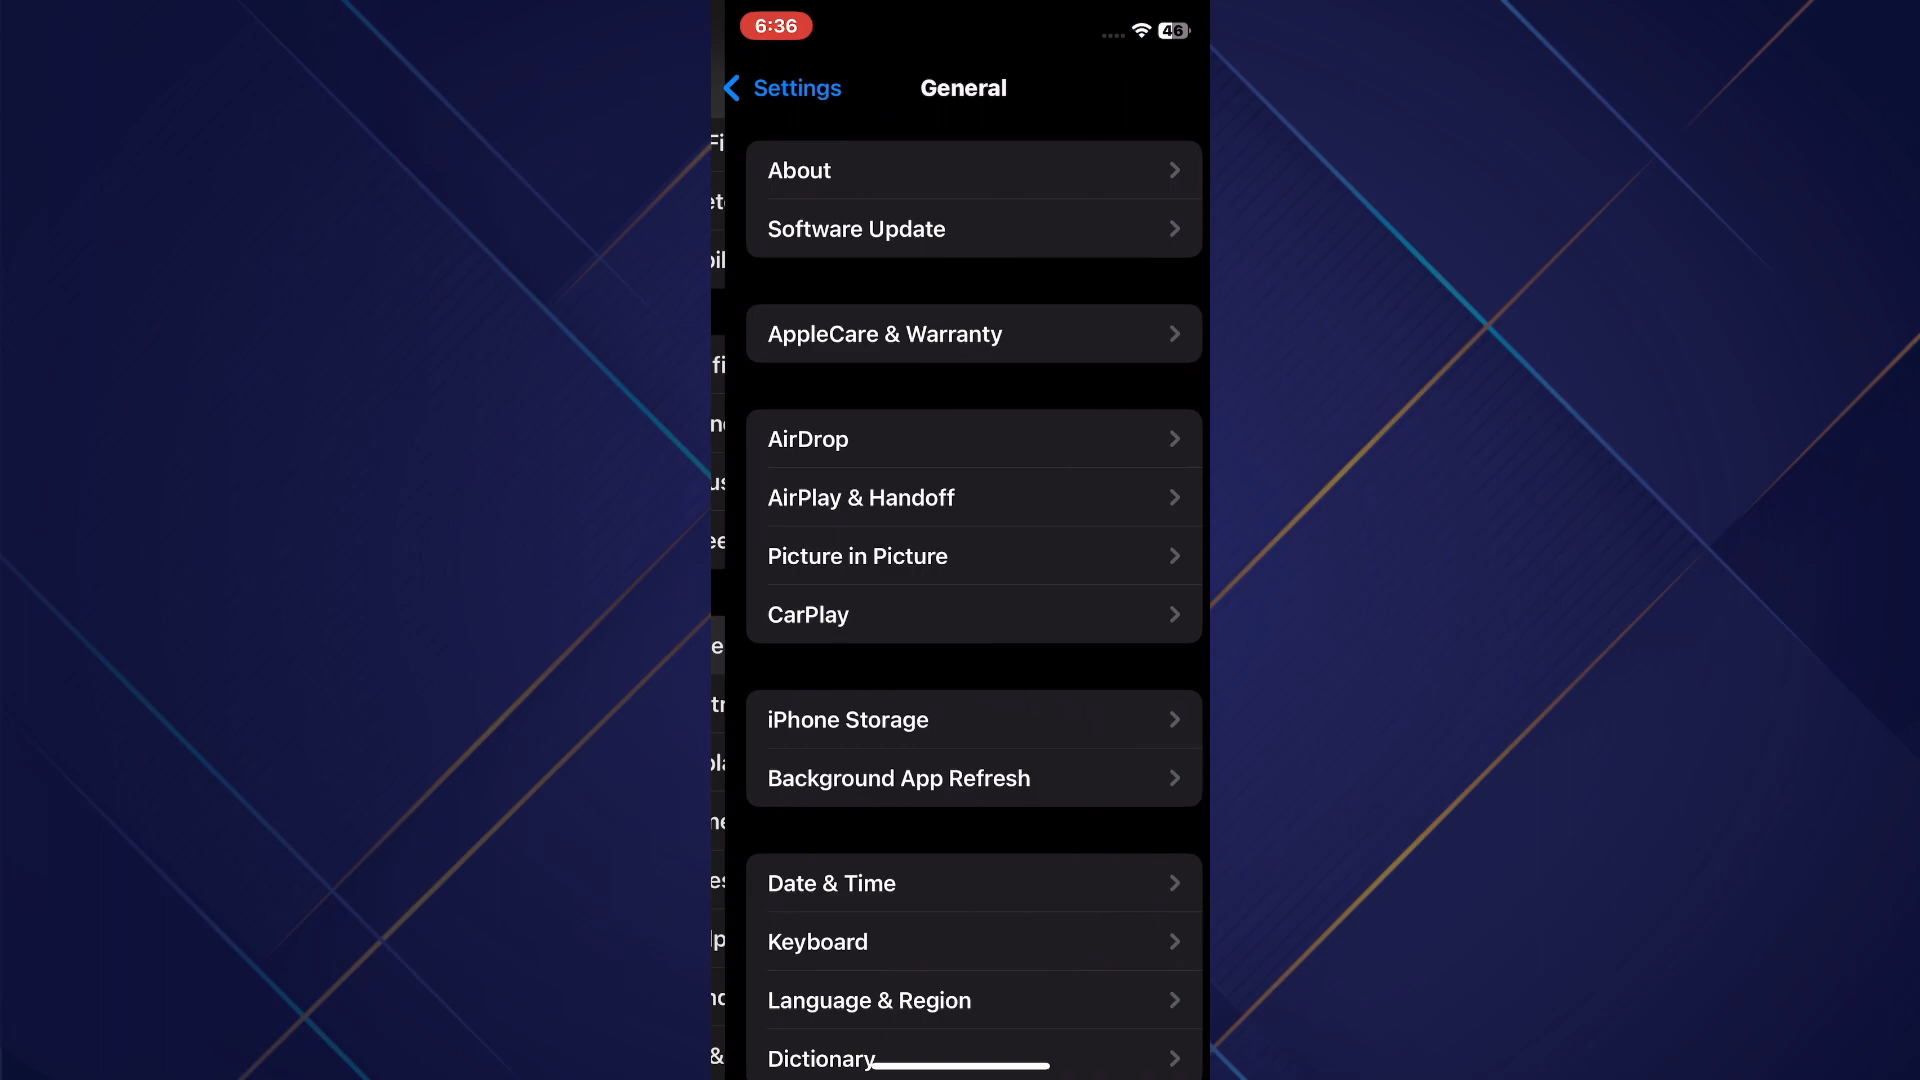 6:36
46
Settings
General
About
Software Update
AppleCare & Warranty
AirDrop
AirPlay & Handoff
Picture in Picture
CarPlay
iPhone Storage
Background App Refresh
Date & Time
Keyboard
Language & Region
Dictionary